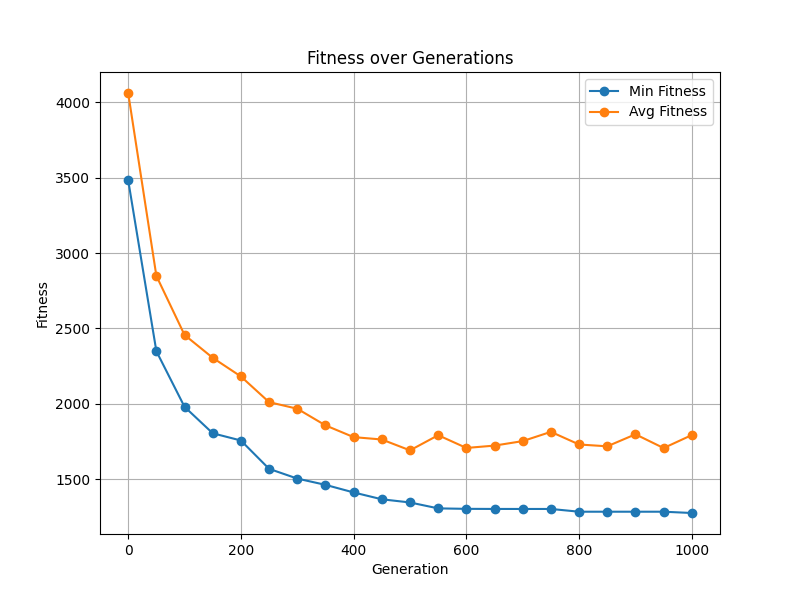 Fitness over Generations
Min Fitness
Avg Fitness
4000
3500
3000
2500
2000
1500
Fitness
0 200 400 600 800 1000
Generation